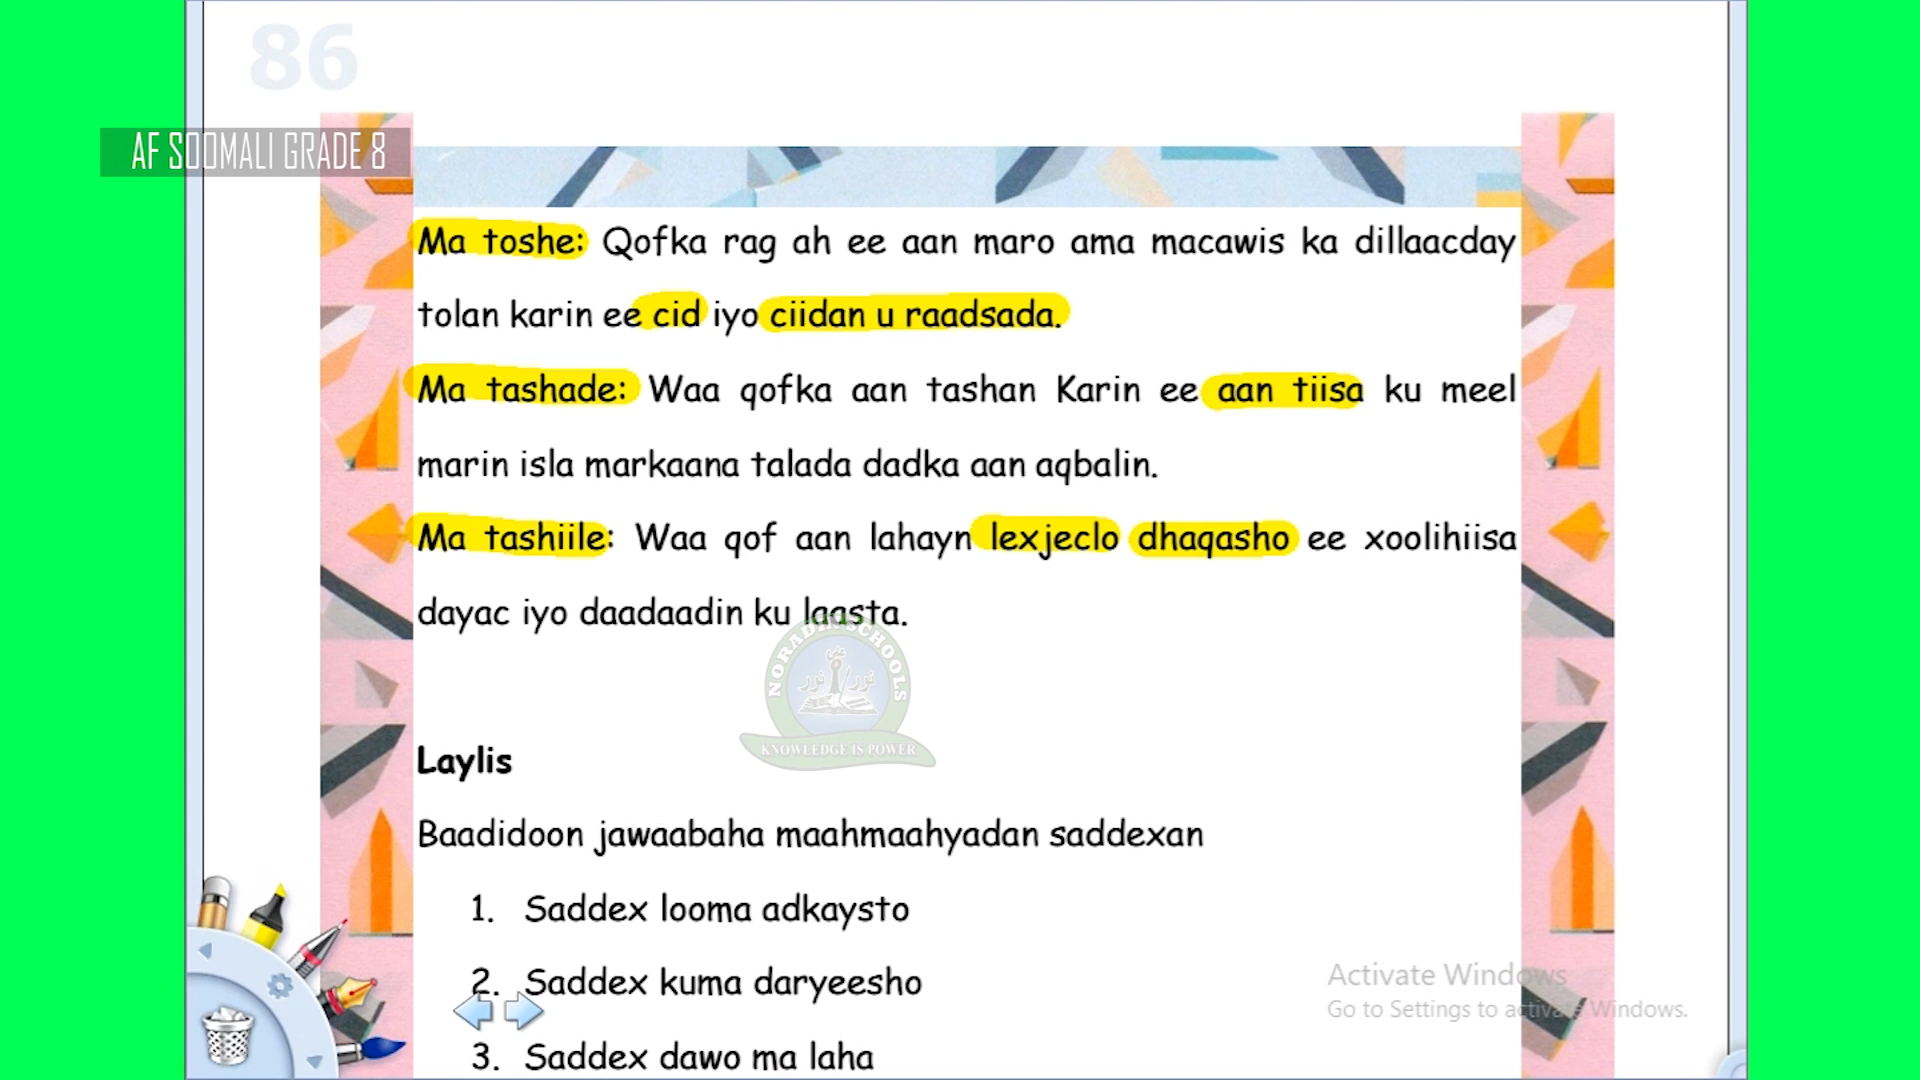 86
AF SOOMALI GRADE 8
Ma toshe: Qofka rag ah ee aan maro ama macawis ka dillaacday
tolan karin ee cid iyo ciidan u raadsada.
Ma tashade: Waa qofka aan tashan Karin ee aan tiisa ku meel
marin isla markaana talada dadka aan aqbalin.
Ma tashiile: Waa qof aan lahayn lexjeclo dhaqasho ee xoolihiisa
dayac iyo daadaadin ku laasta.
NORADIN SCHOOLS
نور نور
KNOWLEDGE IS POWER
Laylis
Baadidoon jawaabaha maahmaahyadan saddexan
1. Saddex looma adkaysto
2. Saddex kuma daryeesho
3. Saddex dawo ma laha
Activate Windows
Go to Settings to activate Windows.